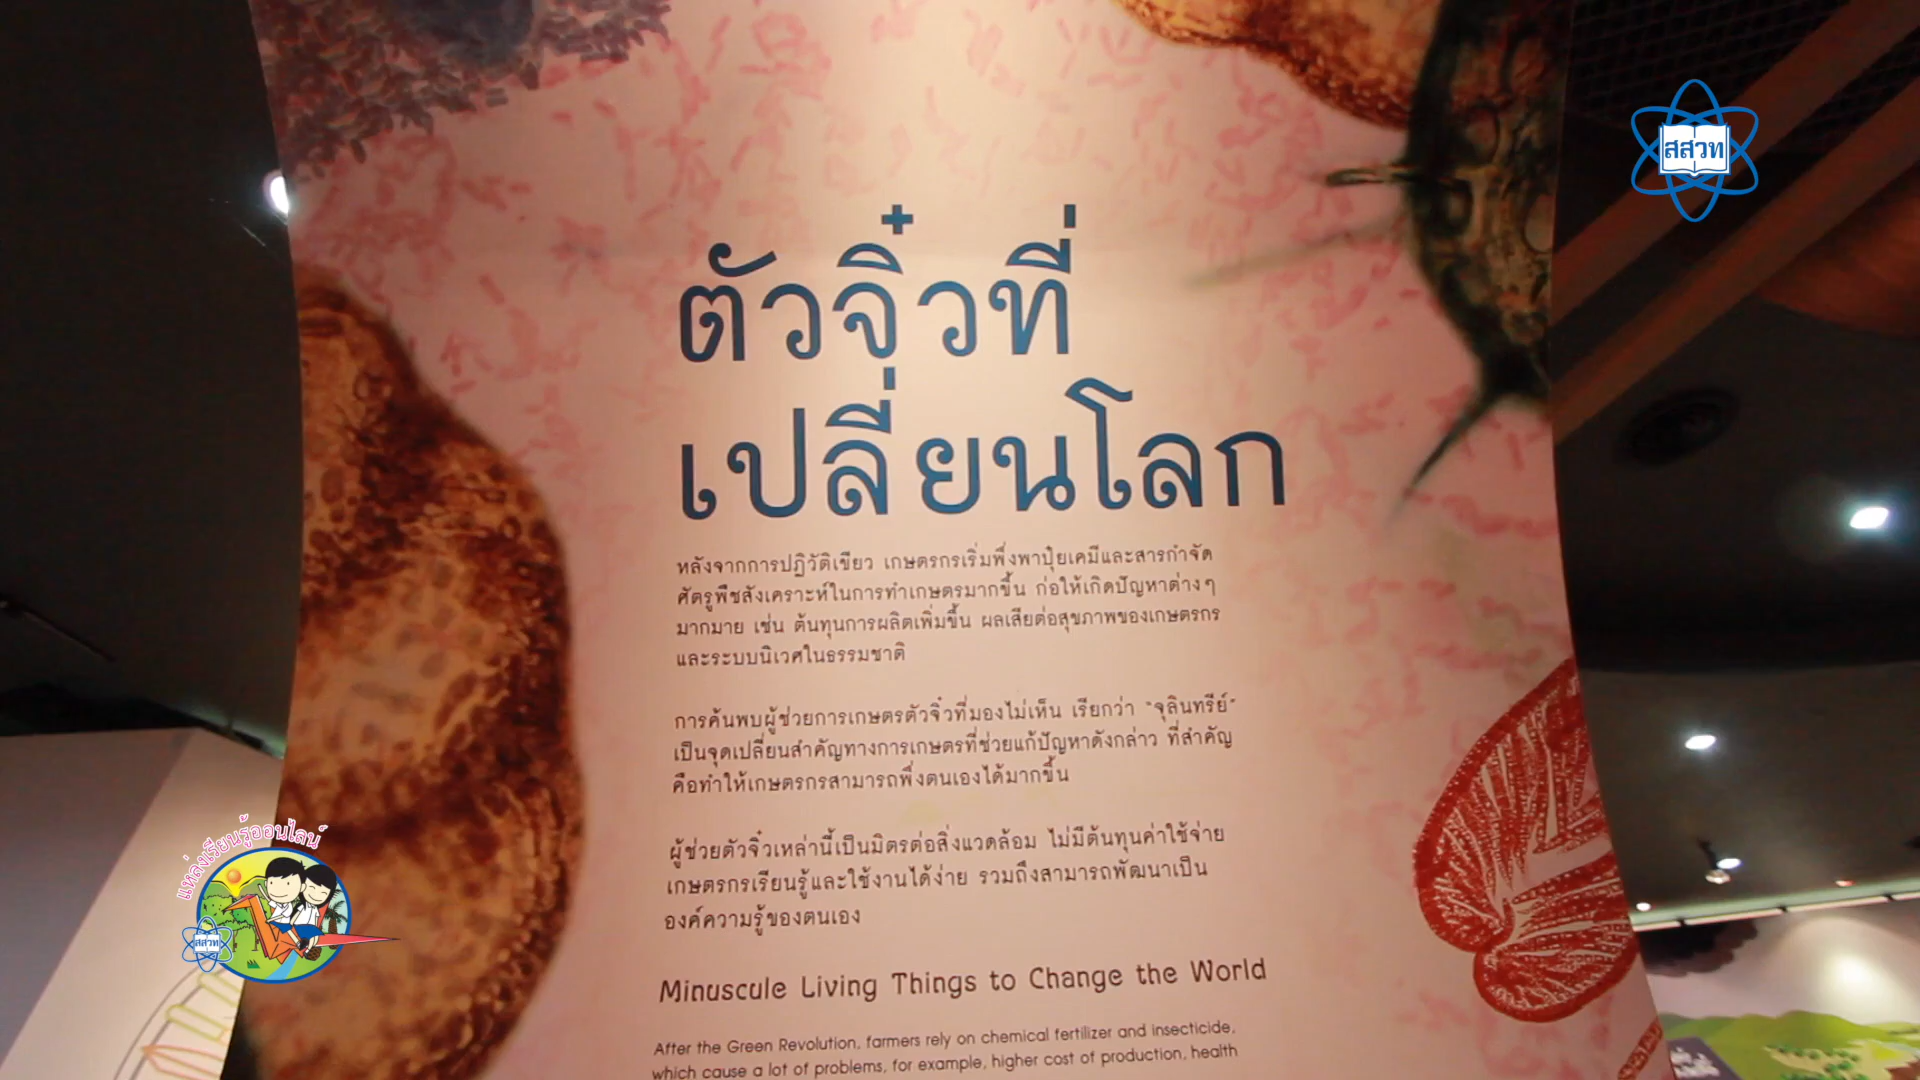 สสวท
ตัวจิ๋วที่
เปลี่ยนโลก
หลังจากการปฏิวัติเขียว เกษตรกรเริ่มพึ่งพาปุ๋ยเคมีและสารกำจัด
ศัตรูพืชสังเคราะห์ในการทำเกษตรมากขึ้น ก่อให้เกิดปัญหาต่างๆ
มากมาย เช่น ต้นทุนการผลิตเพิ่มขึ้น ผลเสียต่อสุขภาพของเกษตรกร
และระบบนิเวศในธรรมชาติ
การค้นพบผู้ช่วยการเกษตรตัวจิ๋วที่มองไม่เห็น เรียกว่า "จุลินทรีย์"
เป็นจุดเปลี่ยนสำคัญทางการเกษตรที่ช่วยแก้ปัญหาดังกล่าว ที่สำคัญ
คือทำให้เกษตรกรสามารถพึ่งตนเองได้มากขึ้น
ผู้ช่วยตัวจิ๋วเหล่านี้เป็นมิตรต่อสิ่งแวดล้อม ไม่มีต้นทุนค่าใช้จ่าย
เกษตรกรเรียนรู้และใช้งานได้ง่าย รวมถึงสามารถพัฒนาเป็น
องค์ความรู้ของตนเอง
Minuscule Living Things to Change the World
After the Green Revolution, farmers rely on chemical fertilizer and insecticide,
which cause a lot of problems, for example, higher cost of production, health
แหล่งเรียนรู้ออนไลน์
สสวท